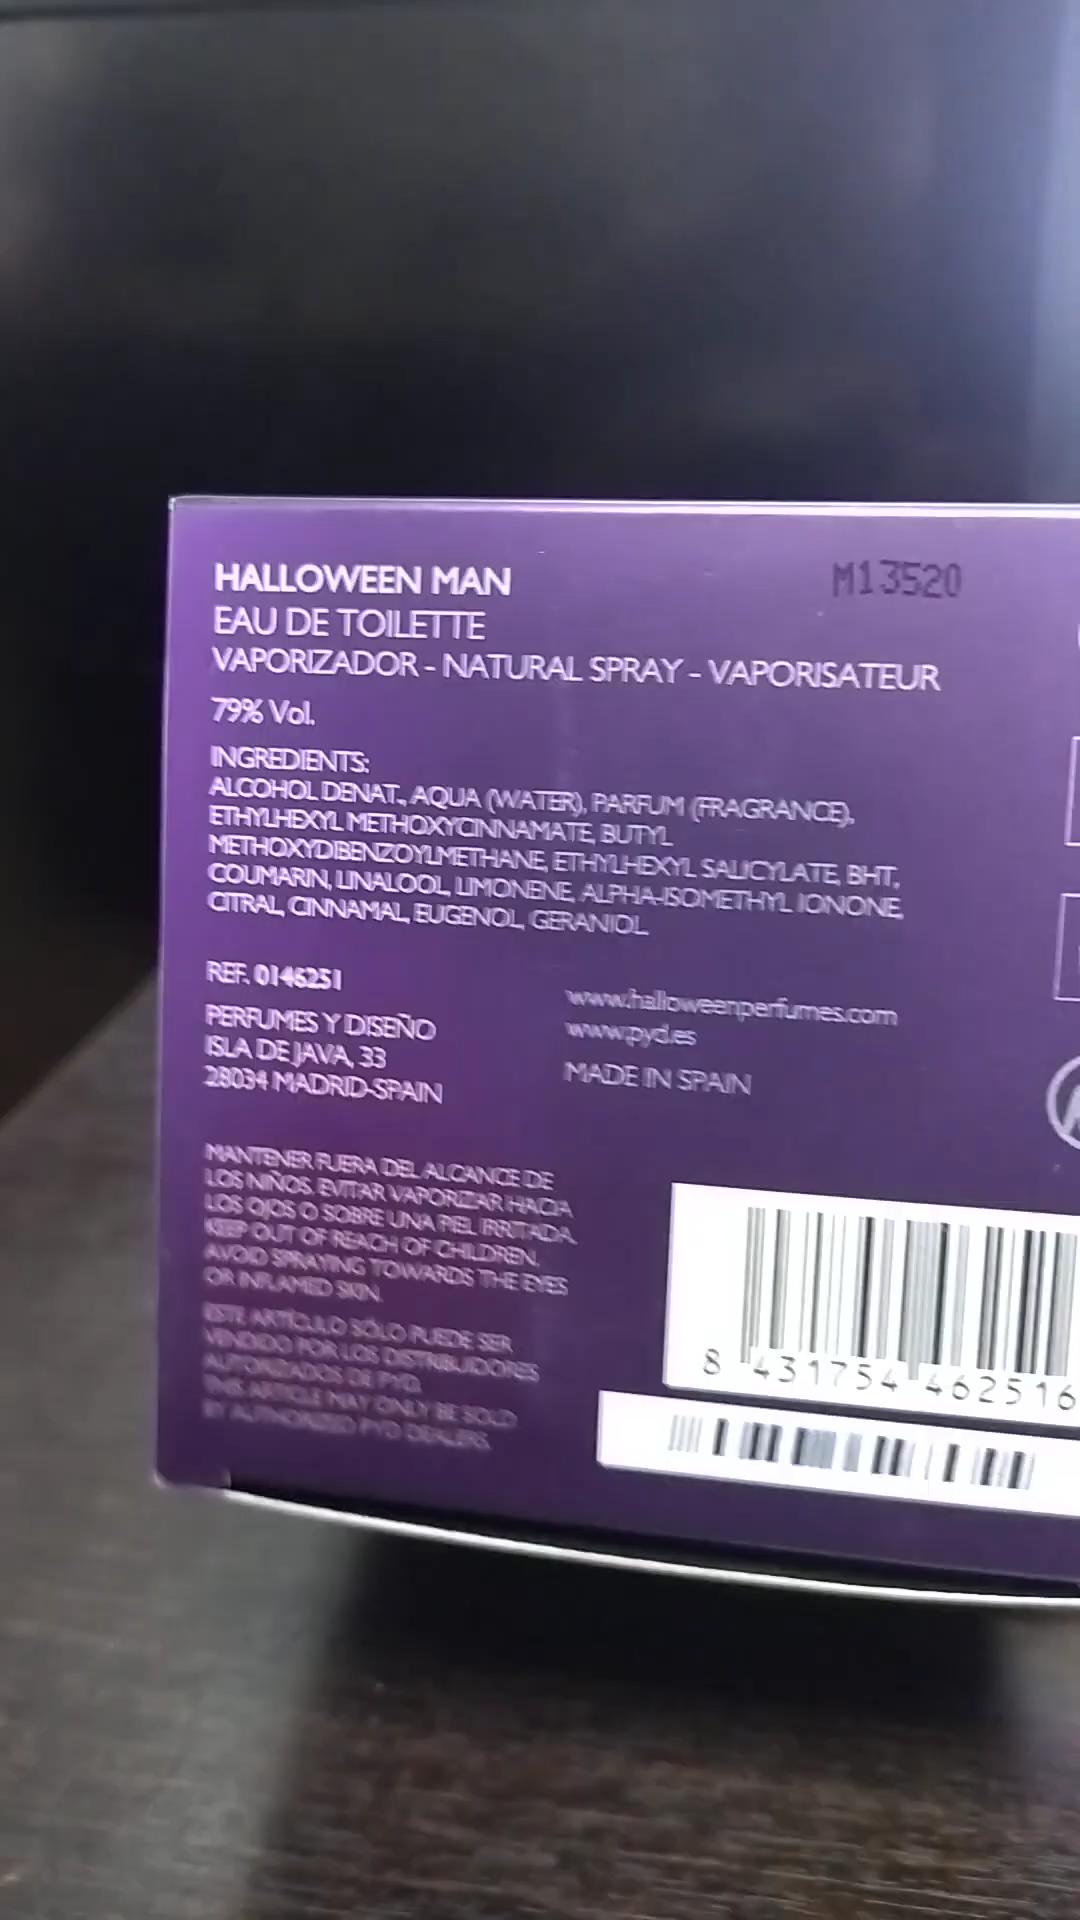 HALLOWEEN MAN
M13520
EAU DE TOILETTE
VAPORIZADOR - NATURAL SPRAY - VAPORISATEUR
79% Vol.
INGREDIENTS:
ALCOHOL DENAT., AQUA (WATER), PARFUM (FRAGRANCE),
ETHYLHEXYL METHOXYCINNAMATE, BUTYL
METHOXYDIBENZOYLMETHANE, ETHYLHEXYL SALICYLATE, BHT,
COUMARIN, LINALOOL, LIMONENE, ALPHA-ISOMETHYL IONONE,
CITRAL, CINNAMAL, EUGENOL, GERANIOL.
REF. 0146251
PERFUMES Y DISEÑO
ISLA DE JAVA, 33
28034 MADRID-SPAIN
www.halloweenperfumes.com
www.pyd.es
MADE IN SPAIN
MANTENER FUERA DEL ALCANCE DE
LOS NIÑOS. EVITAR VAPORIZAR HACIA
LOS OJOS O SOBRE UNA PIEL IRRITADA.
KEEP OUT OF REACH OF CHILDREN.
AVOID SPRAYING TOWARDS THE EYES
OR INFLAMED SKIN.
ESTE ARTÍCULO SÓLO PUEDE SER
VENDIDO POR LOS DISTRIBUIDORES
AUTORIZADOS DE PYD.
THIS ARTICLE MAY ONLY BE SOLD
BY AUTHORIZED PYD DEALERS.
8 431754 462516